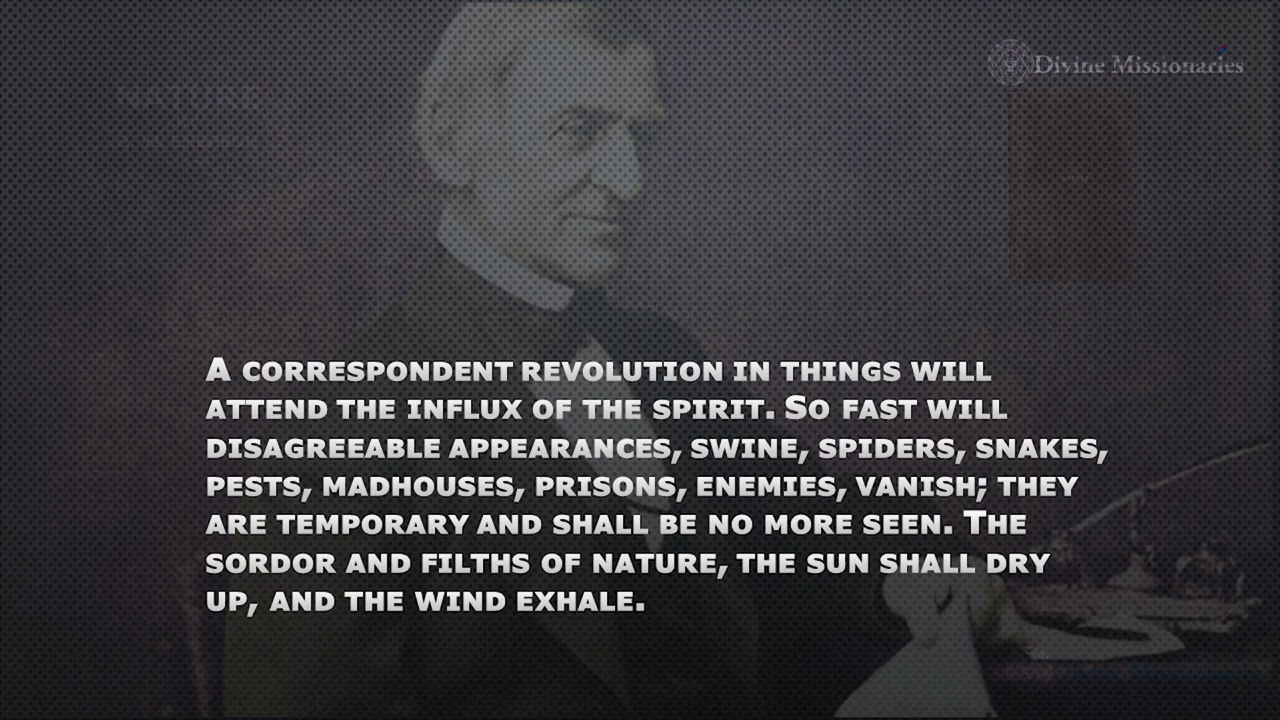 NATURE
Divine Missionaries
A CORRESPONDENT REVOLUTION IN THINGS WILL
ATTEND THE INFLUX OF THE SPIRIT. SO FAST WILL
DISAGREEABLE APPEARANCES, SWINE, SPIDERS, SNAKES,
PESTS, MADHOUSES, PRISONS, ENEMIES, VANISH; THEY
ARE TEMPORARY AND SHALL BE NO MORE SEEN. THE
SORDOR AND FILTHS OF NATURE, THE SUN SHALL DRY
UP, AND THE WIND EXHALE.